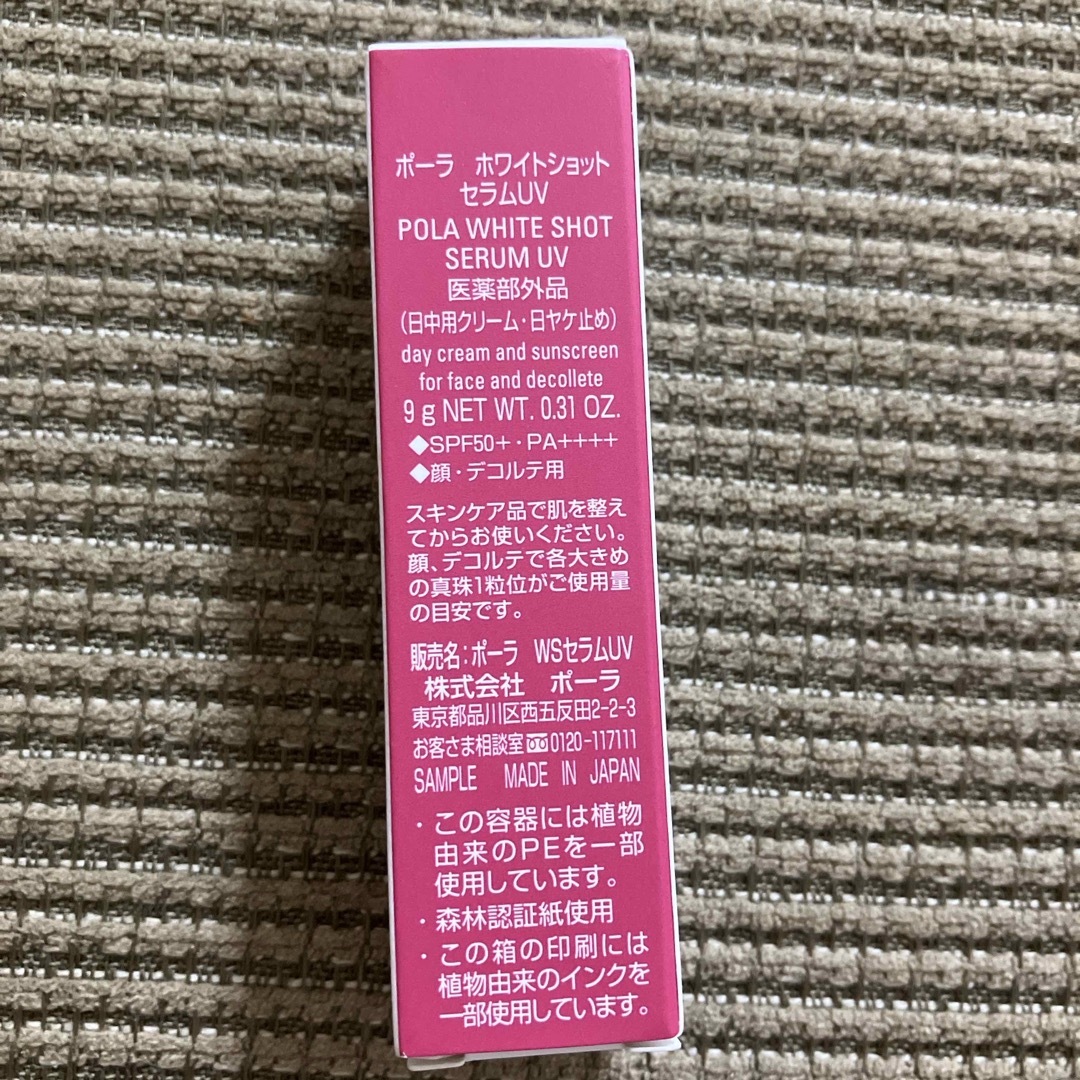 ポーラ　ホワイトショット
セラムUV
POLA WHITE SHOT
SERUM UV
医薬部外品
（日中用クリーム・日ヤケ止め）
day cream and sunscreen
for face and decollete
9 g NET WT. 0.31 OZ.
◆SPF50+・PA++++
◆顔・デコルテ用
スキンケア品で肌を整え
てからお使いください。
顔、デコルテで各大きめ
の真珠1粒位がご使用量
の目安です。
販売名：ポーラ　WSセラムUV
株式会社　ポーラ
東京都品川区西五反田2-2-3
お客さま相談室 0120-117111
SAMPLE　MADE IN JAPAN
・この容器には植物
由来のPEを一部
使用しています。
・森林認証紙使用
・この箱の印刷には
植物由来のインクを
一部使用しています。